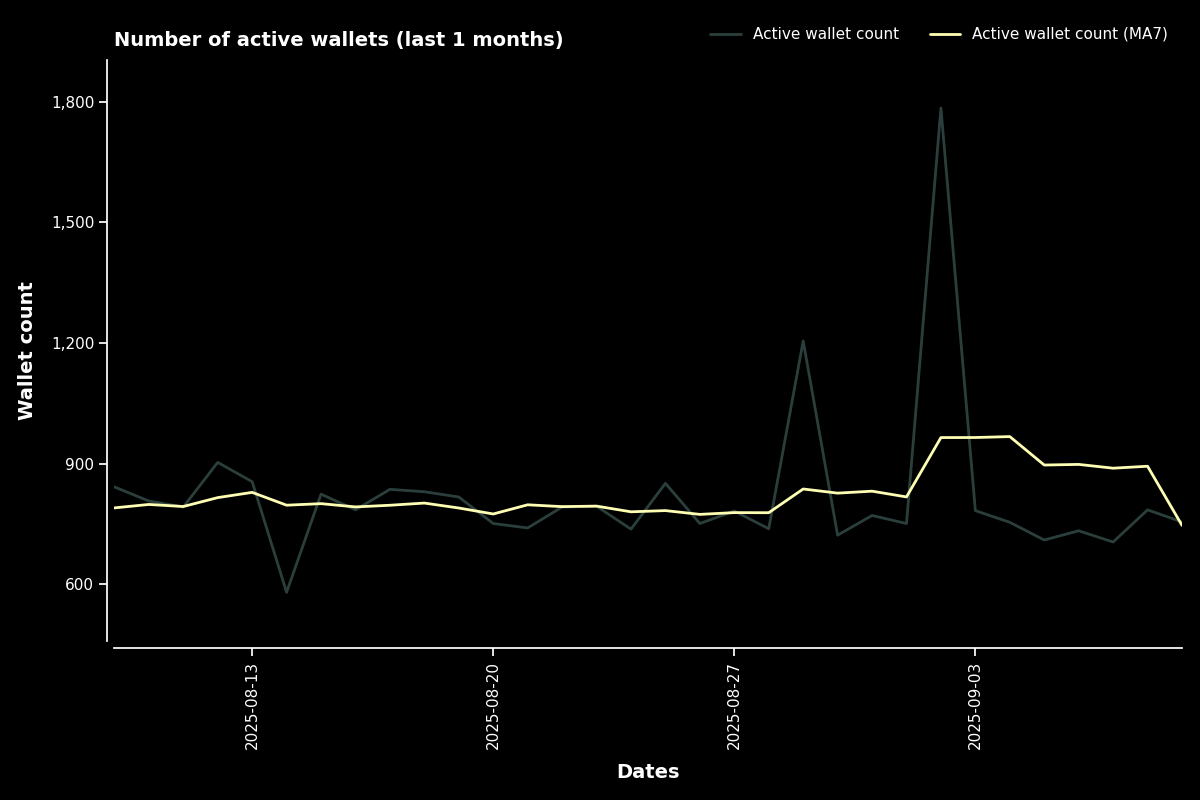 Number of active wallets (last 1 months)
Active wallet count
Active wallet count (MA7)
Wallet count
1,800
1,500
1,200
900
600
2025-08-13
2025-08-20
2025-08-27
2025-09-03
Dates